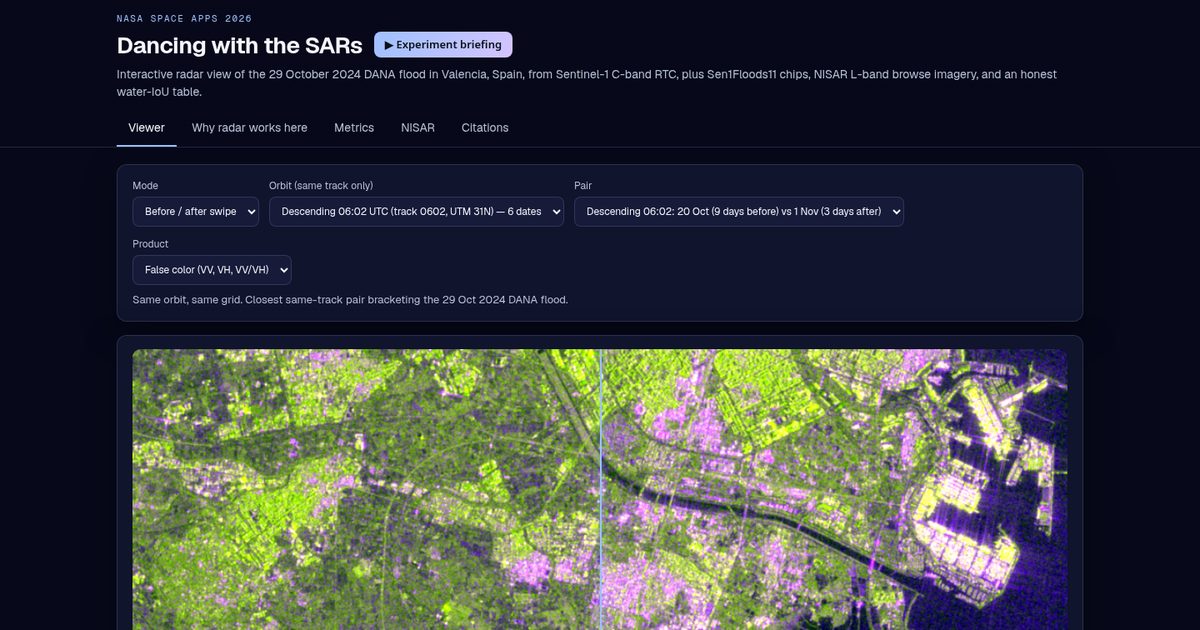 NASA SPACE APPS 2026
Dancing with the SARs
▶ Experiment briefing
Interactive radar view of the 29 October 2024 DANA flood in Valencia, Spain, from Sentinel-1 C-band RTC, plus Sen1Floods11 chips, NISAR L-band browse imagery, and an honest
water-IoU table.
Viewer
Why radar works here
Metrics
NISAR
Citations
Mode
Orbit (same track only)
Pair
Before / after swipe
Descending 06:02 UTC (track 0602, UTM 31N) — 6 dates
Descending 06:02: 20 Oct (9 days before) vs 1 Nov (3 days after)
Product
False color (VV, VH, VV/VH)
Same orbit, same grid. Closest same-track pair bracketing the 29 Oct 2024 DANA flood.